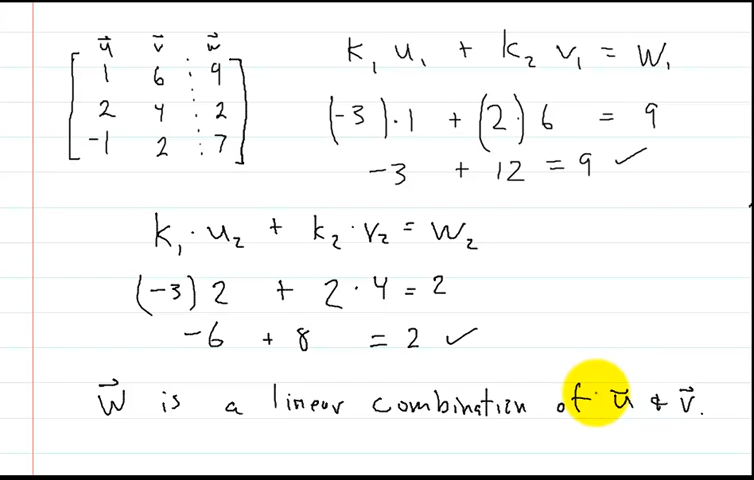 u⃗ v⃗ w⃗
1 6 ⋮ 9
2 4 ⋮ 2
-1 2 ⋮ 7
k₁ u₁ + k₂ v₁ = w₁
(-3)·1 + (2·) 6 = 9
-3 + 12 = 9 ✓
k₁ · u₂ + k₂ · v₂ = w₂
(-3) 2 + 2 · 4 = 2
-6 + 8 = 2 ✓
w⃗ is a linear combination of u⃗ & v⃗.